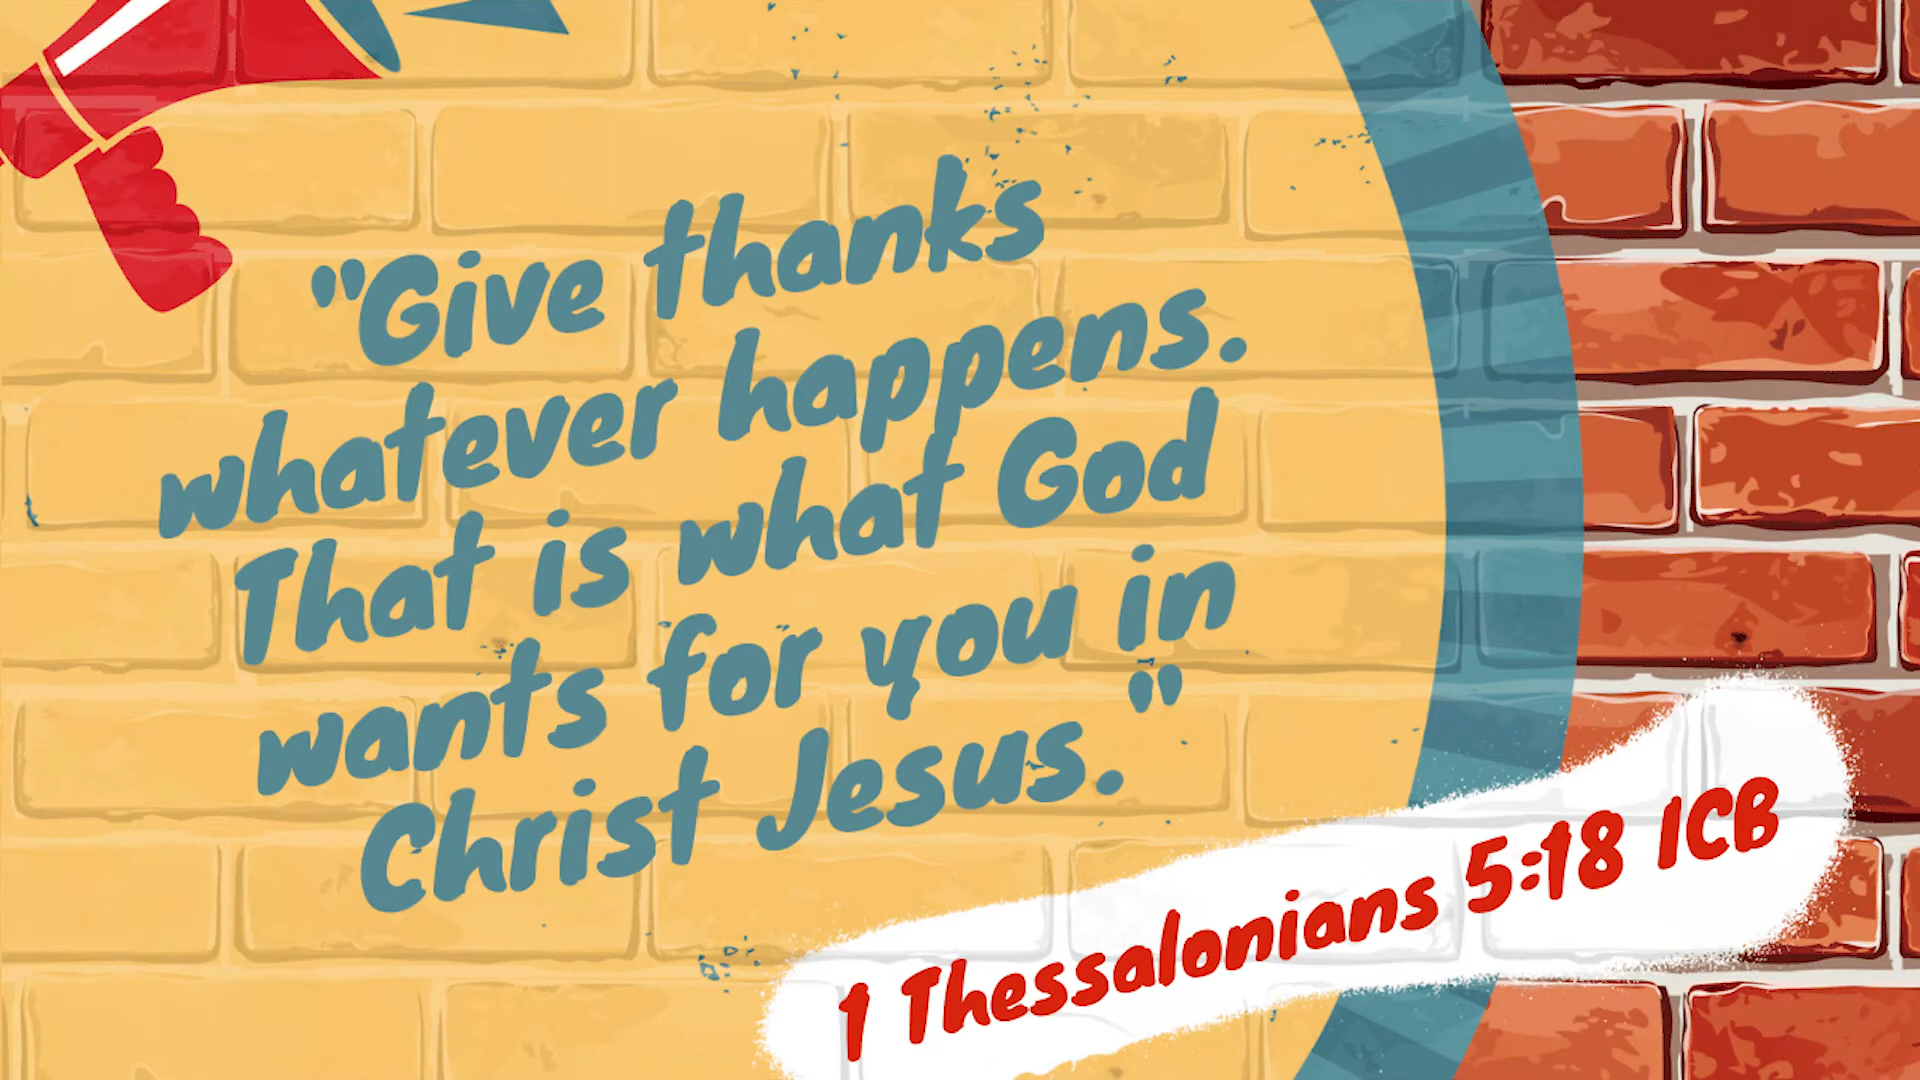 "Give thanks
whatever happens.
That is what God
wants for you in
Christ Jesus."
1 Thessalonians 5:18 ICB